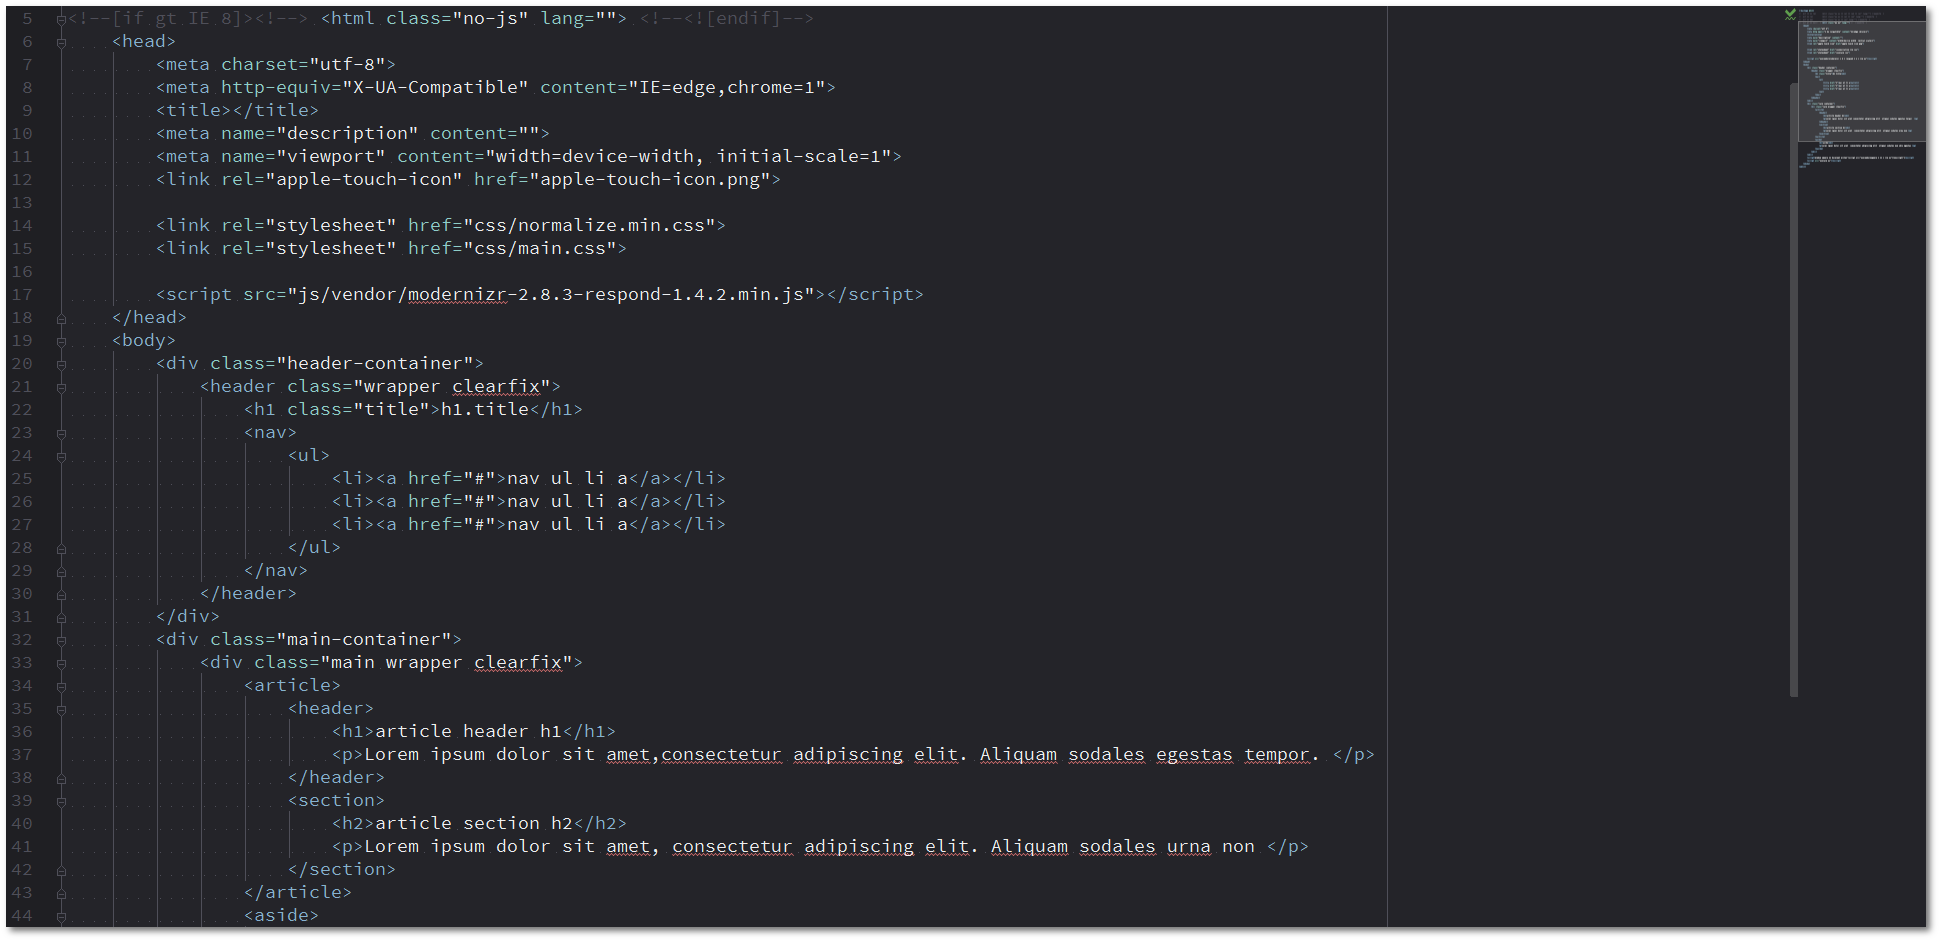 5 <!--[if gt IE 8]><!--> <html class="no-js" lang=""> <!--<![endif]-->
6 <head>
7 <meta charset="utf-8">
8 <meta http-equiv="X-UA-Compatible" content="IE=edge,chrome=1">
9 <title></title>
10 <meta name="description" content="">
11 <meta name="viewport" content="width=device-width, initial-scale=1">
12 <link rel="apple-touch-icon" href="apple-touch-icon.png">
13
14 <link rel="stylesheet" href="css/normalize.min.css">
15 <link rel="stylesheet" href="css/main.css">
16
17 <script src="js/vendor/modernizr-2.8.3-respond-1.4.2.min.js"></script>
18 </head>
19 <body>
20 <div class="header-container">
21 <header class="wrapper clearfix">
22 <h1 class="title">h1.title</h1>
23 <nav>
24 <ul>
25 <li><a href="#">nav ul li a</a></li>
26 <li><a href="#">nav ul li a</a></li>
27 <li><a href="#">nav ul li a</a></li>
28 </ul>
29 </nav>
30 </header>
31 </div>
32 <div class="main-container">
33 <div class="main wrapper clearfix">
34 <article>
35 <header>
36 <h1>article header h1</h1>
37 <p>Lorem ipsum dolor sit amet,consectetur adipiscing elit. Aliquam sodales egestas tempor. </p>
38 </header>
39 <section>
40 <h2>article section h2</h2>
41 <p>Lorem ipsum dolor sit amet, consectetur adipiscing elit. Aliquam sodales urna non </p>
42 </section>
43 </article>
44 <aside>